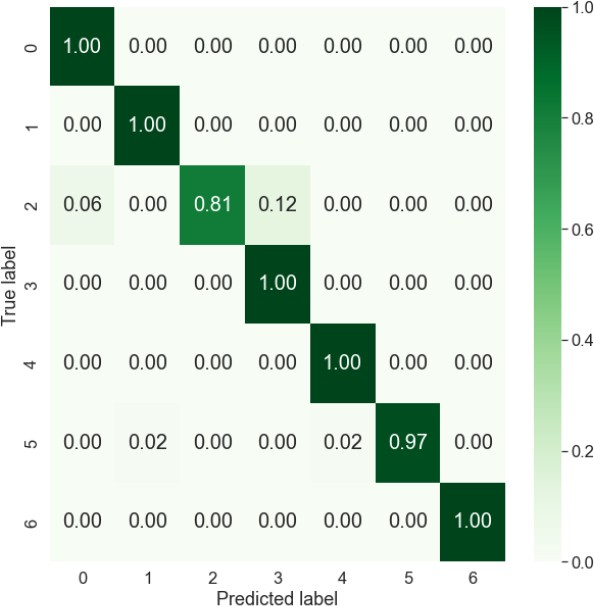 0 1.00 0.00 0.00 0.00 0.00 0.00 0.00
1 0.00 1.00 0.00 0.00 0.00 0.00 0.00
2 0.06 0.00 0.81 0.12 0.00 0.00 0.00
3 0.00 0.00 0.00 1.00 0.00 0.00 0.00
4 0.00 0.00 0.00 0.00 1.00 0.00 0.00
5 0.00 0.02 0.00 0.00 0.02 0.97 0.00
6 0.00 0.00 0.00 0.00 0.00 0.00 1.00
0 1 2 3 4 5 6
True label
Predicted label
1.0
0.8
0.6
0.4
0.2
0.0